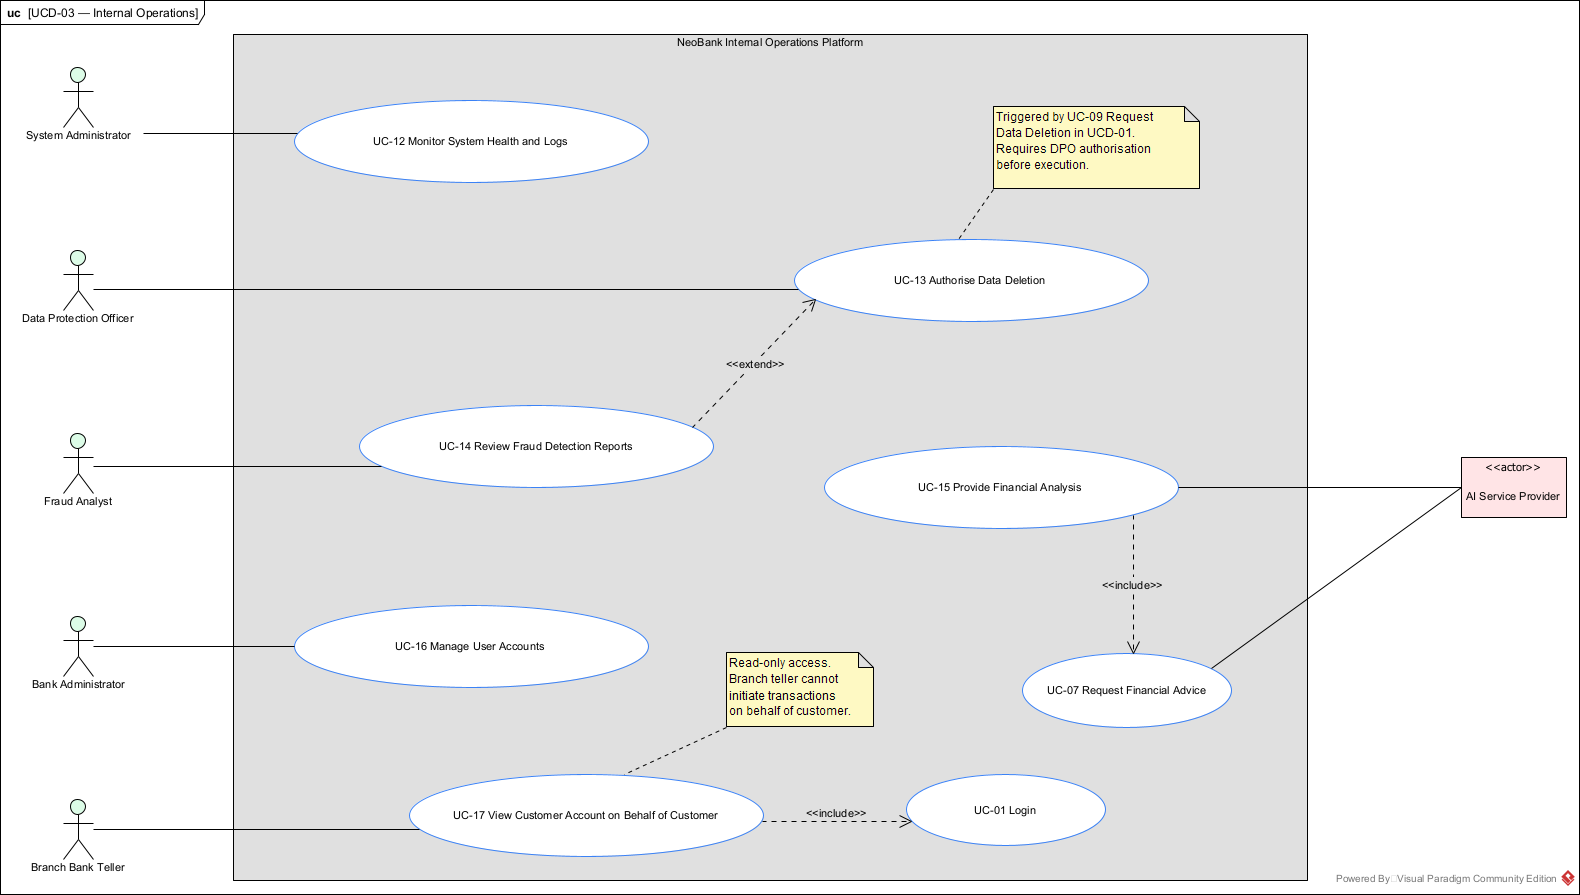 uc [UCD-03 — Internal Operations]
NeoBank Internal Operations Platform
System Administrator
UC-12 Monitor System Health and Logs
Triggered by UC-09 Request
Data Deletion in UCD-01.
Requires DPO authorisation
before execution.
Data Protection Officer
UC-13 Authorise Data Deletion
<<extend>>
Fraud Analyst
UC-14 Review Fraud Detection Reports
UC-15 Provide Financial Analysis
<<actor>>
AI Service Provider
<<include>>
Bank Administrator
UC-16 Manage User Accounts
Read-only access.
Branch teller cannot
initiate transactions
on behalf of customer.
UC-07 Request Financial Advice
Branch Bank Teller
UC-17 View Customer Account on Behalf of Customer
<<include>>
UC-01 Login
Powered By Visual Paradigm Community Edition